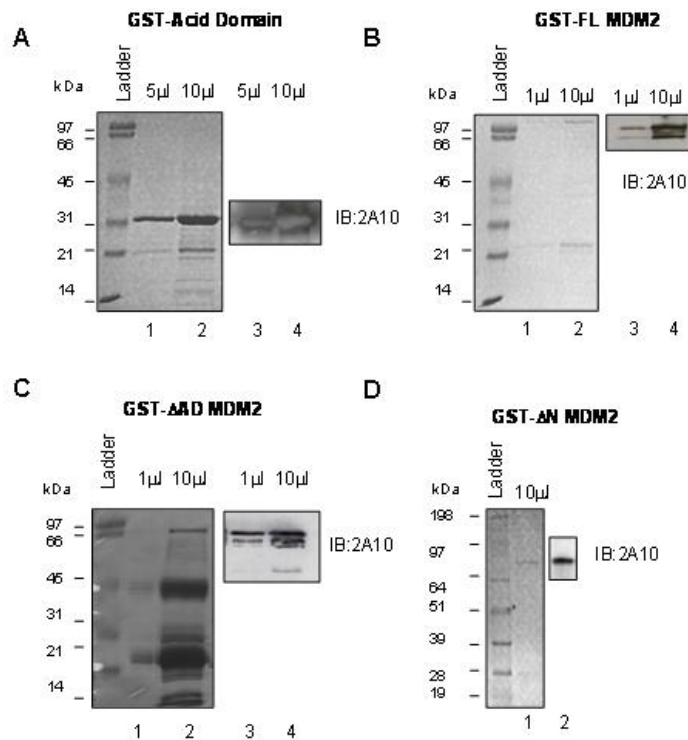 GST-Acid Domain
A
Ladder
kDa
5µl 10µl 5µl 10µl
97
66
45
31
21
14
IB:2A10
1 2 3 4
GST-FL MDM2
B
Ladder
kDa
1µl 10µl 1µl 10µl
97
66
45
31
21
14
IB:2A10
1 2 3 4
C
GST-ΔAD MDM2
Ladder
kDa
1µl 10µl 1µl 10µl
97
66
45
31
21
14
IB:2A10
1 2 3 4
D
GST-ΔN MDM2
Ladder
kDa
10µl
198
97
64
51
39
28
19
IB:2A10
1 2